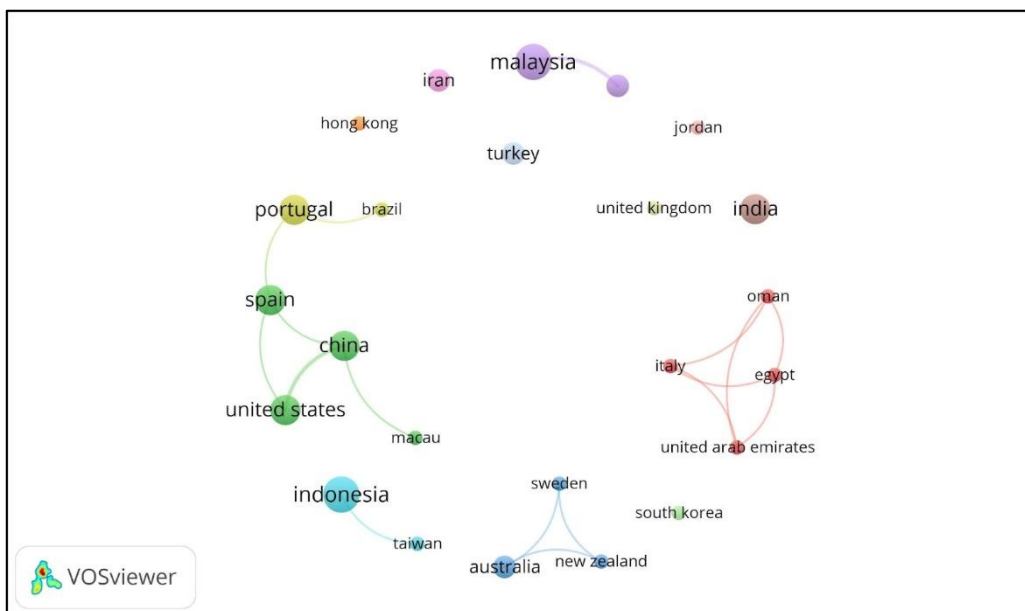 malaysia
iran
hong kong
jordan
turkey
portugal
brazil
united kingdom
india
spain
oman
china
italy
egypt
united states
macau
united arab emirates
indonesia
sweden
south korea
taiwan
australia
new zealand
VOSviewer